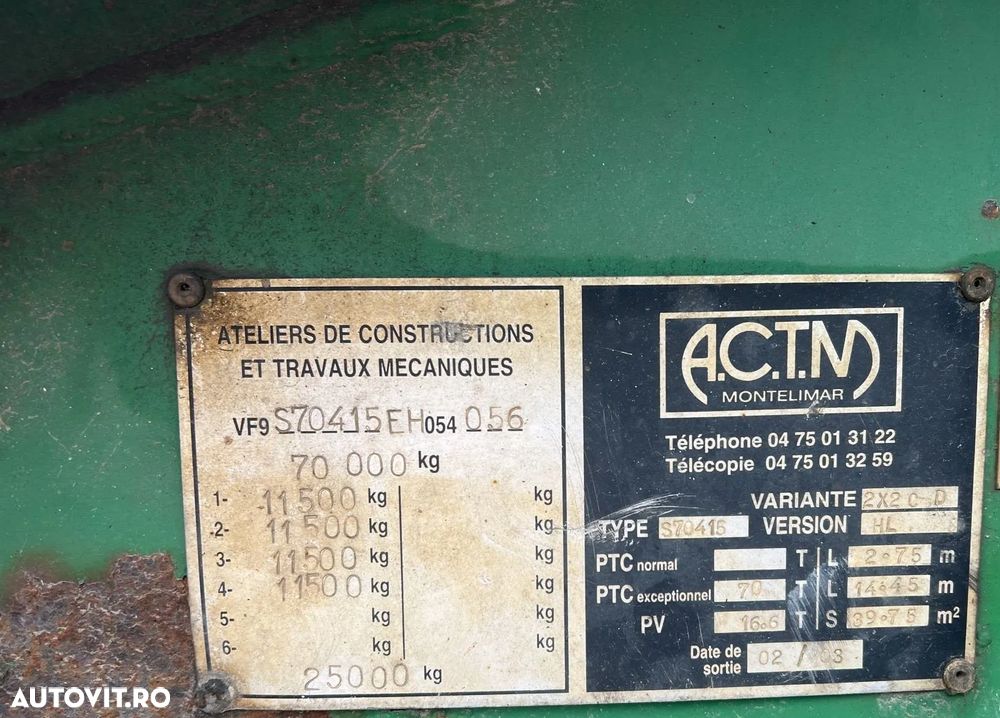 ATELIERS DE CONSTRUCTIONS
ET TRAVAUX MECANIQUES
VF9 S70415EH054 056
70 000 kg
1- 11500 kg kg
2- 11500 kg kg
3- 11500 kg kg
4- 11500 kg kg
5- kg kg
6- kg kg
25000 kg
A.C.T.M
MONTELIMAR
Téléphone 04 75 01 31 22
Télécopie 04 75 01 32 59
VARIANTE 2X2 C D
TYPE S70415 VERSION HL
PTC normal T L 2.75 m
PTC exceptionnel 70 T L 14.45 m
PV 16.6 T S 39.75 m²
Date de
sortie 02 / 03
AUTOVIT.RO